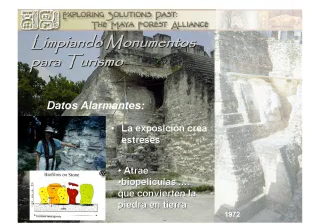 Exploring Solutions Past:
The Maya Forest Alliance
Limpiando Monumentos
para Turismo
Datos Alarmantes:
• La exposición crea
estreses
• Atrae
•biopelículas ....
que convierten la
piedra en tierra
1972